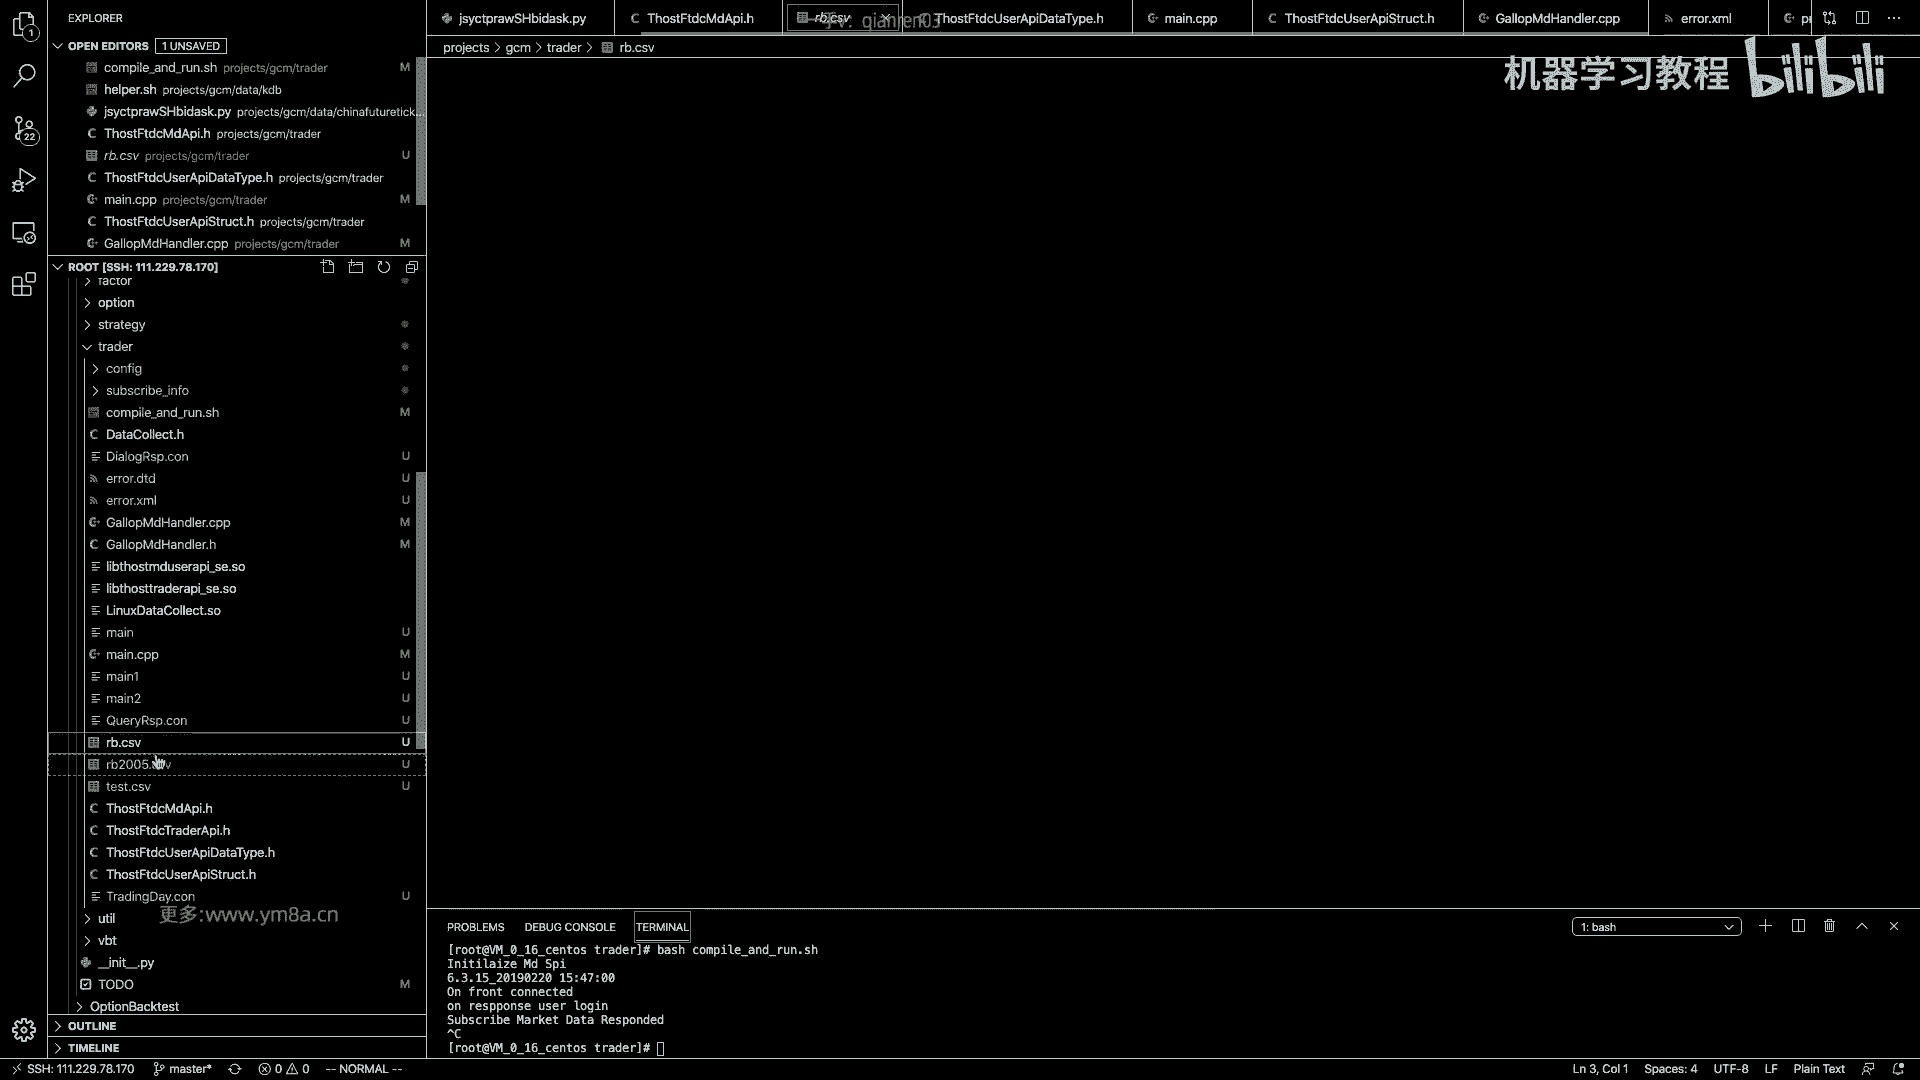 EXPLORER
OPEN EDITORS 1 UNSAVED
compile_and_run.sh projects/gcm/trader M
helper.sh projects/gcm/data/kdb
jsyctprawSHbidask.py projects/gcm/data/chinafuturetick...
ThostFtdcMdApi.h projects/gcm/trader
rb.csv projects/gcm/trader U
ThostFtdcUserApiDataType.h projects/gcm/trader
main.cpp projects/gcm/trader M
ThostFtdcUserApiStruct.h projects/gcm/trader
GallopMdHandler.cpp projects/gcm/trader M
ROOT [SSH: 111.229.78.170]
factor
option
strategy
trader
config
subscribe_info
compile_and_run.sh M
DataCollect.h
DialogRsp.con U
error.dtd U
error.xml U
GallopMdHandler.cpp M
GallopMdHandler.h M
libthostmduserapi_se.so
libthosttraderapi_se.so
LinuxDataCollect.so
main U
main.cpp M
main1 U
main2 U
QueryRsp.con U
rb.csv U
rb2005.csv U
test.csv U
ThostFtdcMdApi.h
ThostFtdcTraderApi.h
ThostFtdcUserApiDataType.h
ThostFtdcUserApiStruct.h
TradingDay.con U
util
更多:www.ym8a.cn
vbt
__init__.py
TODO M
OptionBacktest
OUTLINE
TIMELINE
jsyctprawSHbidask.py ThostFtdcMdApi.h rb.csv ThostFtdcUserApiDataType.h main.cpp ThostFtdcUserApiStruct.h GallopMdHandler.cpp error.xml
qianren03
projects > gcm > trader > rb.csv
机器学习教程 bilibili
PROBLEMS DEBUG CONSOLE TERMINAL 1: bash
[root@VM_0_16_centos trader]# bash compile_and_run.sh
Initilaize Md Spi
6.3.15_20190220 15:47:00
On front connected
on respponse user login
Subscribe Market Data Responded
^C
[root@VM_0_16_centos trader]#
SSH: 111.229.78.170 master* 0 0 -- NORMAL -- Ln 3, Col 1 Spaces: 4 UTF-8 LF Plain Text